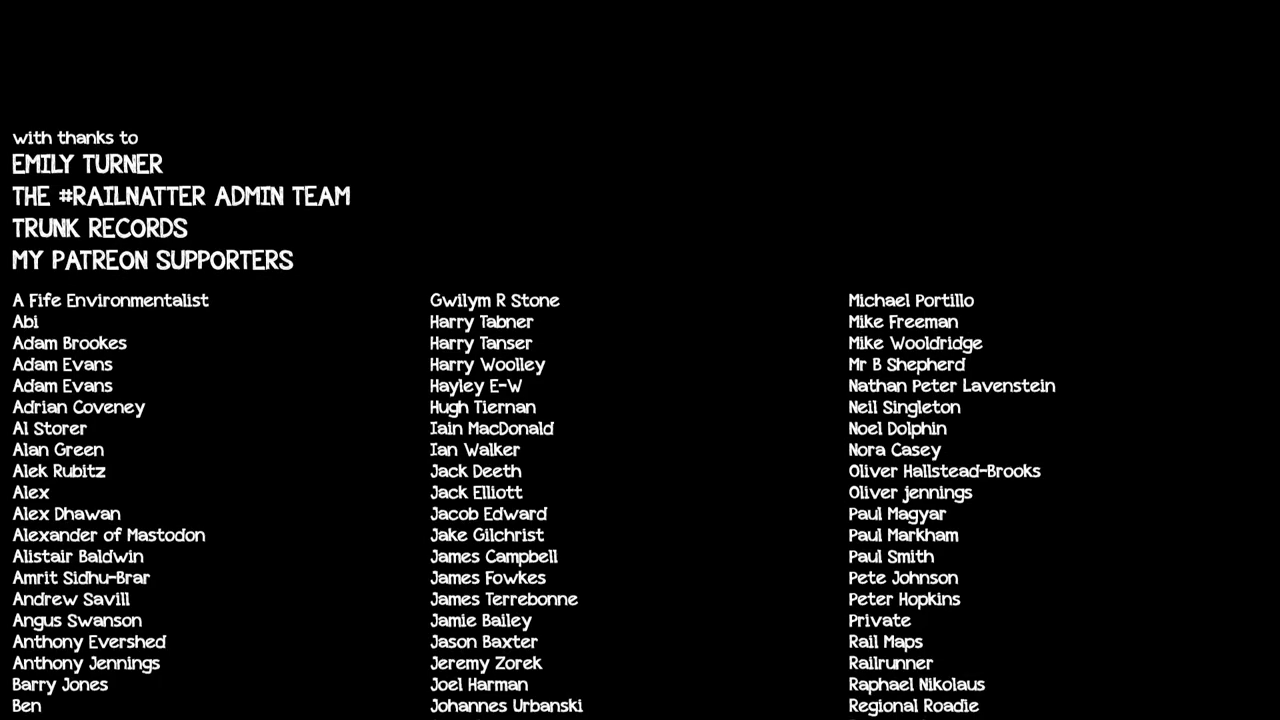 with thanks to
EMILY TURNER
THE #RAILNATTER ADMIN TEAM
TRUNK RECORDS
MY PATREON SUPPORTERS
A Fife Environmentalist
Abi
Adam Brookes
Adam Evans
Adam Evans
Adrian Coveney
Al Storer
Alan Green
Alek Rubitz
Alex
Alex Dhawan
Alexander of Mastodon
Alistair Baldwin
Amrit Sidhu-Brar
Andrew Savill
Angus Swanson
Anthony Evershed
Anthony Jennings
Barry Jones
Ben
Gwilym R Stone
Harry Tabner
Harry Tanser
Harry Woolley
Hayley E-W
Hugh Tiernan
Iain MacDonald
Ian Walker
Jack Deeth
Jack Elliott
Jacob Edward
Jake Gilchrist
James Campbell
James Fowkes
James Terrebonne
Jamie Bailey
Jason Baxter
Jeremy Zorek
Joel Harman
Johannes Urbanski
Michael Portillo
Mike Freeman
Mike Wooldridge
Mr B Shepherd
Nathan Peter Lavenstein
Neil Singleton
Noel Dolphin
Nora Casey
Oliver Hallstead-Brooks
Oliver jennings
Paul Magyar
Paul Markham
Paul Smith
Pete Johnson
Peter Hopkins
Private
Rail Maps
Railrunner
Raphael Nikolaus
Regional Roadie